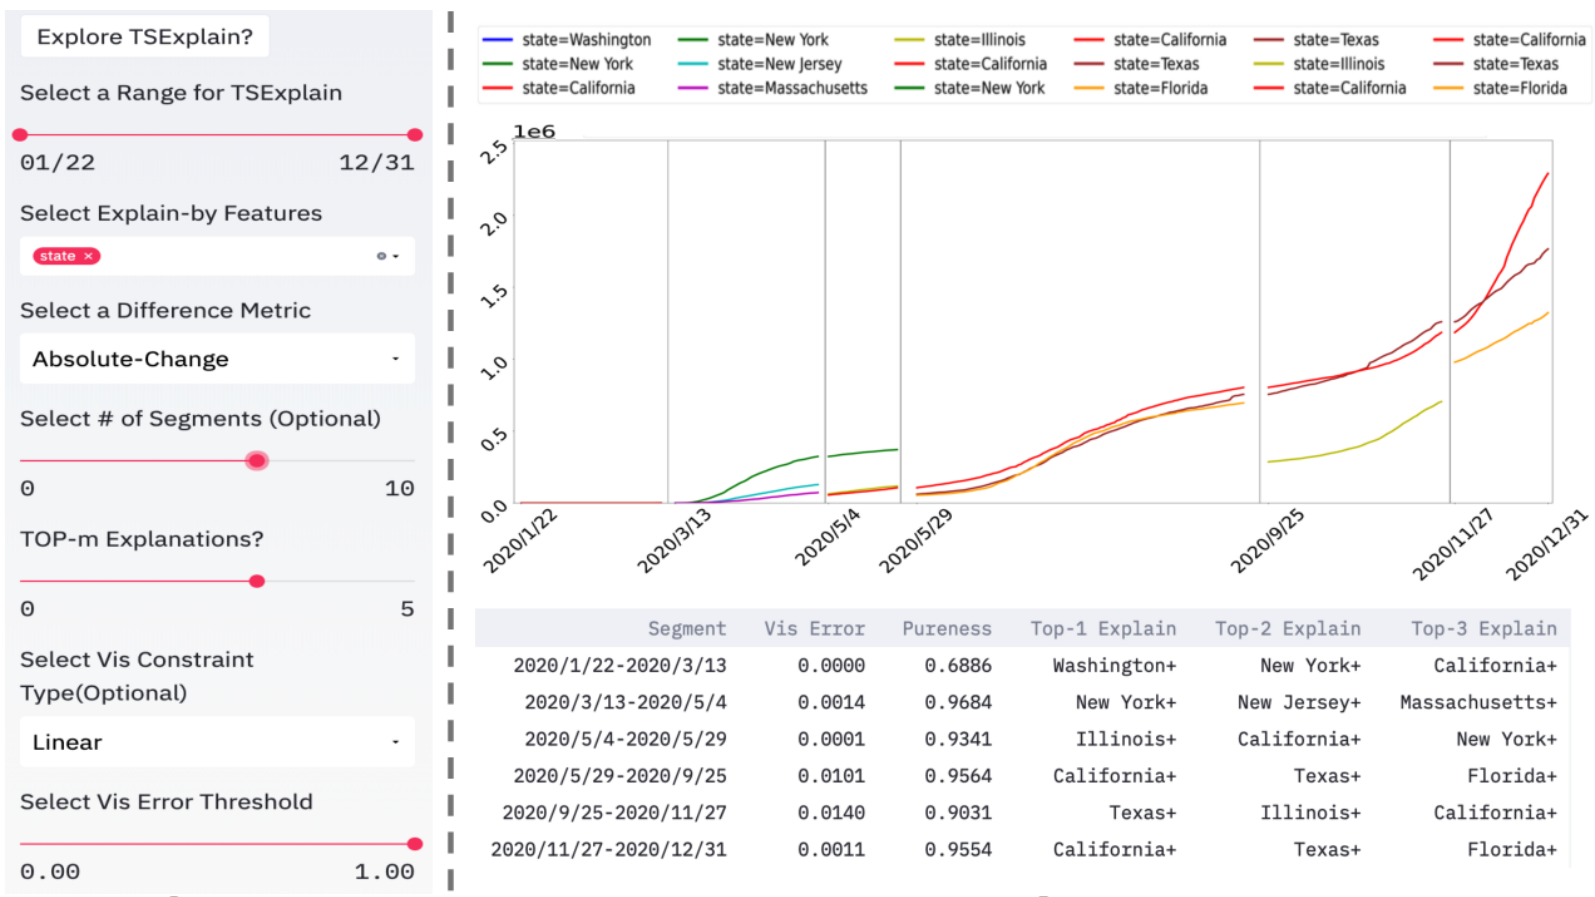 Explore TSExplain?
Select a Range for TSExplain
01/22 12/31
Select Explain-by Features
state ×
Select a Difference Metric
Absolute-Change
Select # of Segments (Optional)
0 10
TOP-m Explanations?
0 5
Select Vis Constraint
Type(Optional)
Linear
Select Vis Error Threshold
0.00 1.00
state=Washington state=New York state=Illinois state=California state=Texas state=California
state=New York state=New Jersey state=California state=Texas state=Illinois state=Texas
state=California state=Massachusetts state=New York state=Florida state=California state=Florida
1e6
2.5
2.0
1.5
1.0
0.5
0.0
2020/1/22 2020/3/13 2020/5/4 2020/5/29 2020/9/25 2020/11/27 2020/12/31
Segment Vis Error Pureness Top-1 Explain Top-2 Explain Top-3 Explain
2020/1/22-2020/3/13 0.0000 0.6886 Washington+ New York+ California+
2020/3/13-2020/5/4 0.0014 0.9684 New York+ New Jersey+ Massachusetts+
2020/5/4-2020/5/29 0.0001 0.9341 Illinois+ California+ New York+
2020/5/29-2020/9/25 0.0101 0.9564 California+ Texas+ Florida+
2020/9/25-2020/11/27 0.0140 0.9031 Texas+ Illinois+ California+
2020/11/27-2020/12/31 0.0011 0.9554 California+ Texas+ Florida+